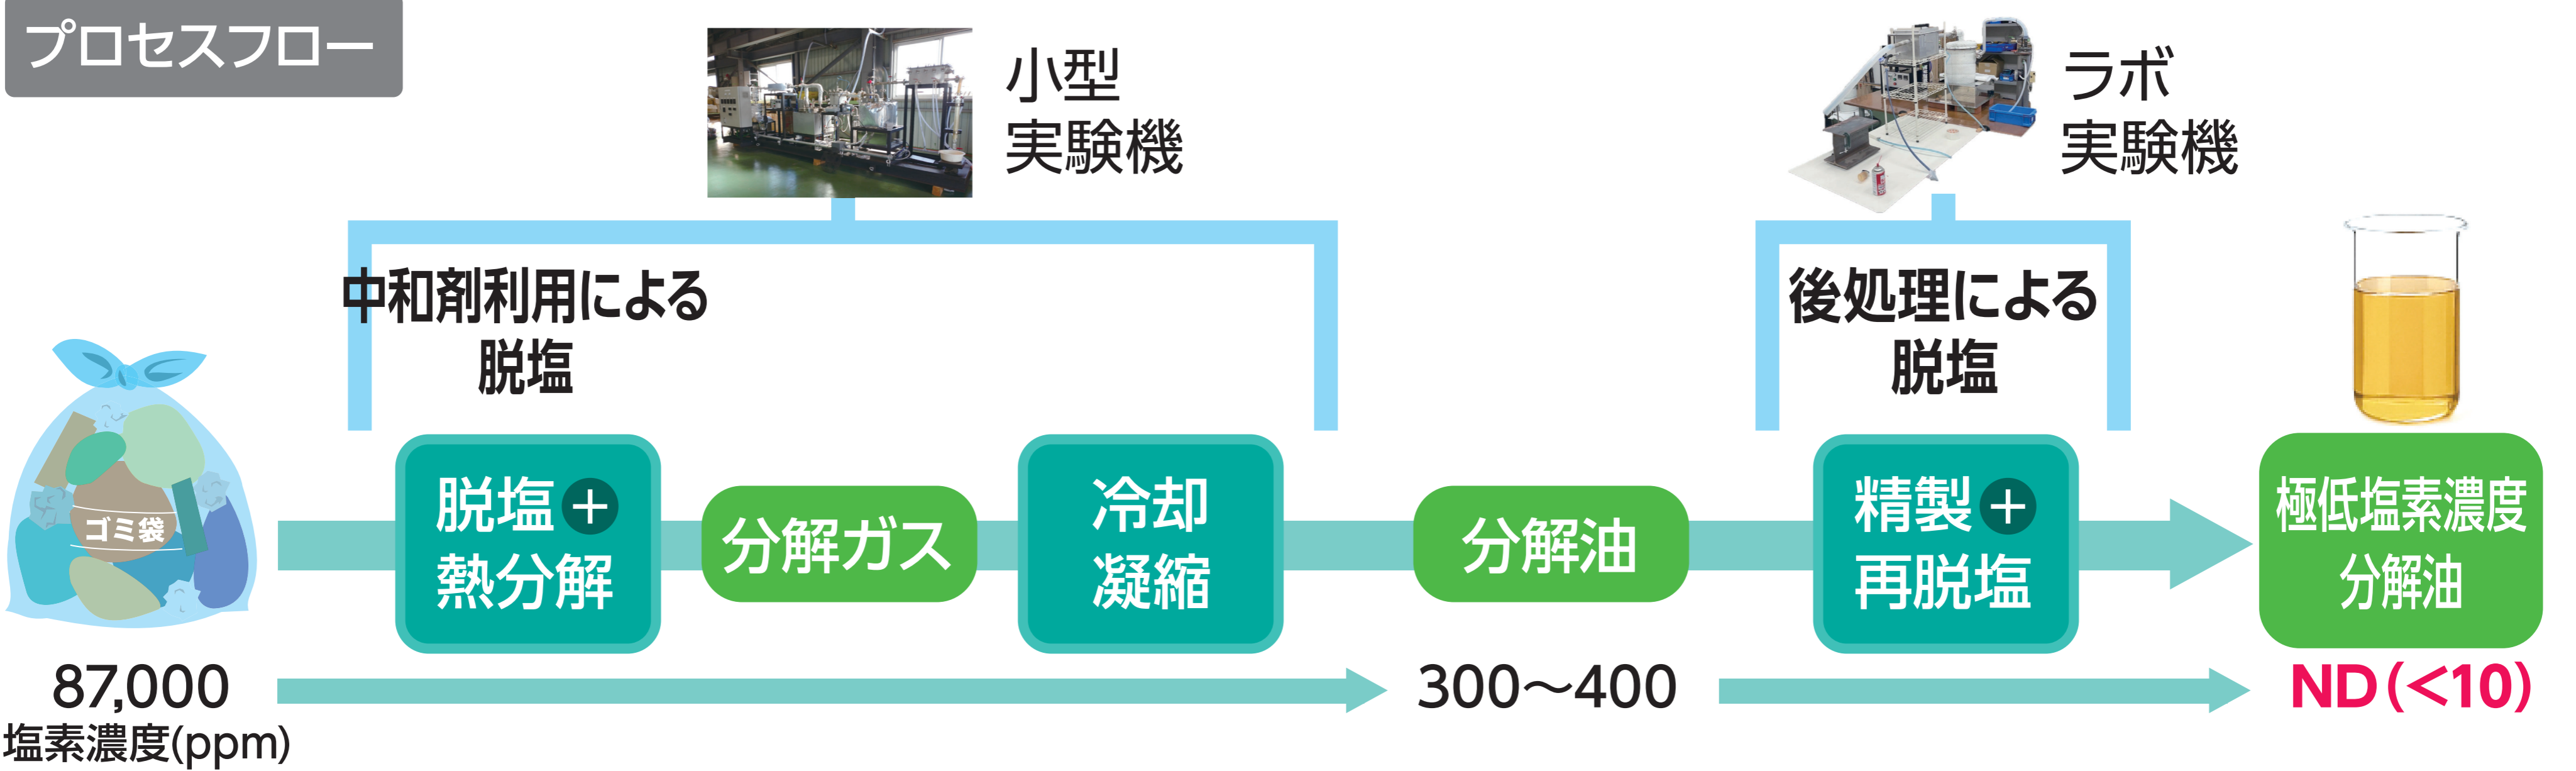 プロセスフロー
小型
実験機
ラボ
実験機
中和剤利用による
脱塩
後処理による
脱塩
ゴミ袋
脱塩+
熱分解
分解ガス
冷却
凝縮
分解油
精製+
再脱塩
極低塩素濃度
分解油
87,000
塩素濃度(ppm)
300～400
ND(<10)